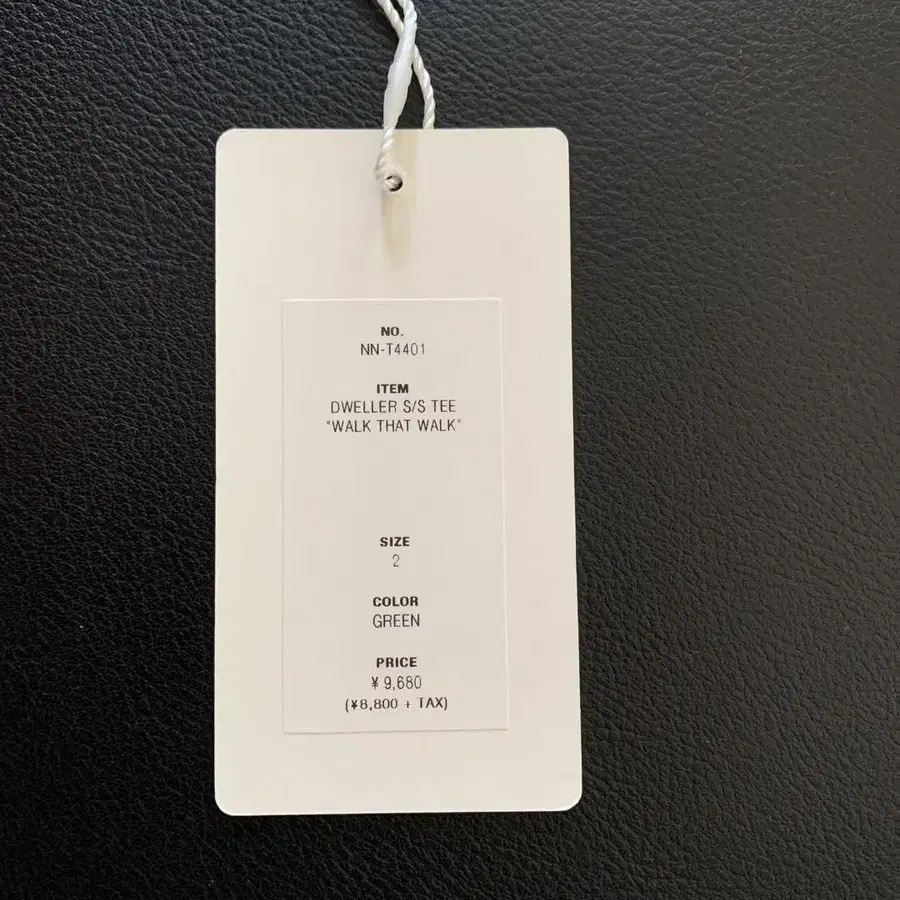 NO.
NN-T4401
ITEM
DWELLER S/S TEE
"WALK THAT WALK"
SIZE
2
COLOR
GREEN
PRICE
¥ 9,680
(¥8,800 + TAX)